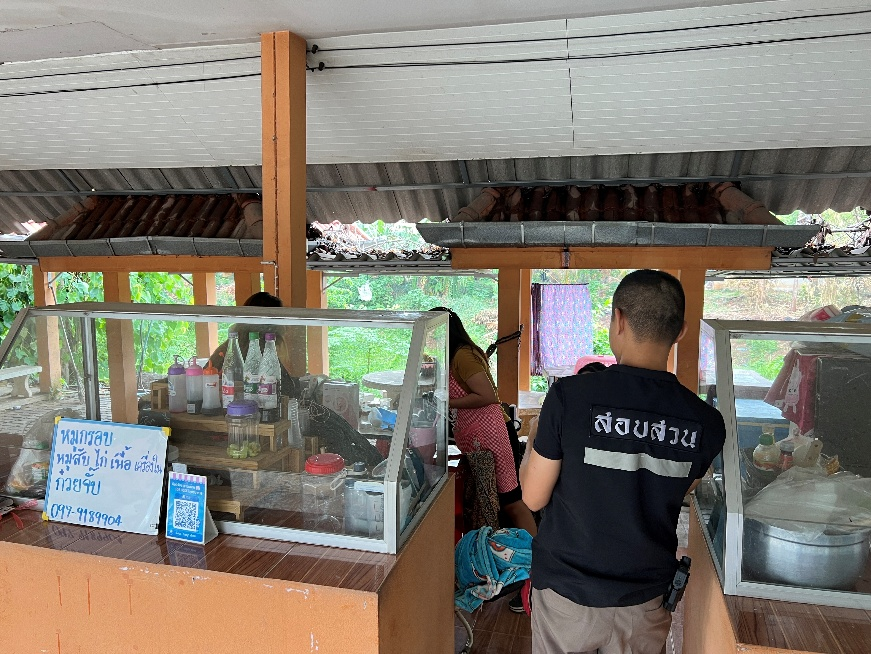 หมูกรอบ
หมูสับ ไก่ เนื้อ เครื่องใน
ก๋วยจั๊บ
097-9189904
สอบสวน